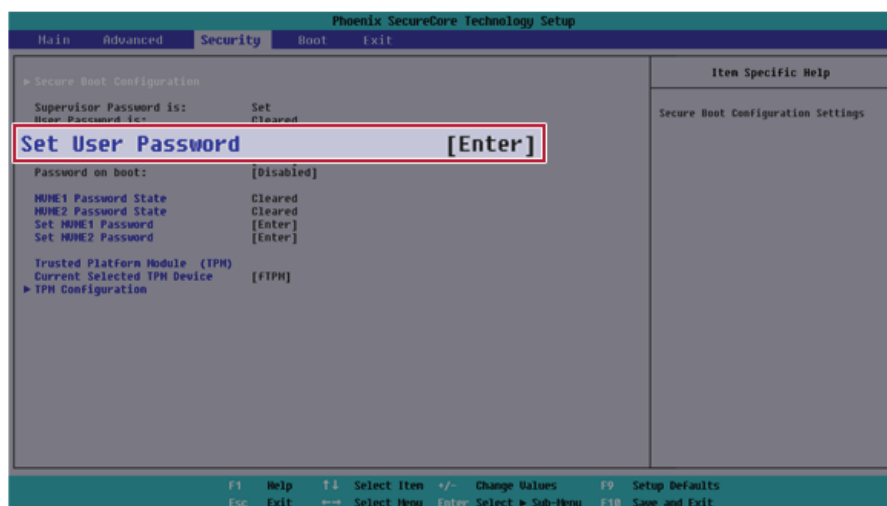 Phoenix SecureCore Technology Setup
Main Advanced Security Boot Exit
▶ Secure Boot Configuration
Item Specific Help
Supervisor Password is: Set
Secure Boot Configuration Settings
User Password is: Cleared
Set User Password [Enter]
Password on boot: [Disabled]
NVME1 Password State Cleared
NVME2 Password State Cleared
Set NVME1 Password [Enter]
Set NVME2 Password [Enter]
Trusted Platform Module (TPM)
Current Selected TPM Device [fTPM]
▶ TPM Configuration
F1 Help ↑↓ Select Item +/- Change Values F9 Setup Defaults
Esc Exit ←→ Select Menu Enter Select ▶ Sub-Menu F10 Save and Exit